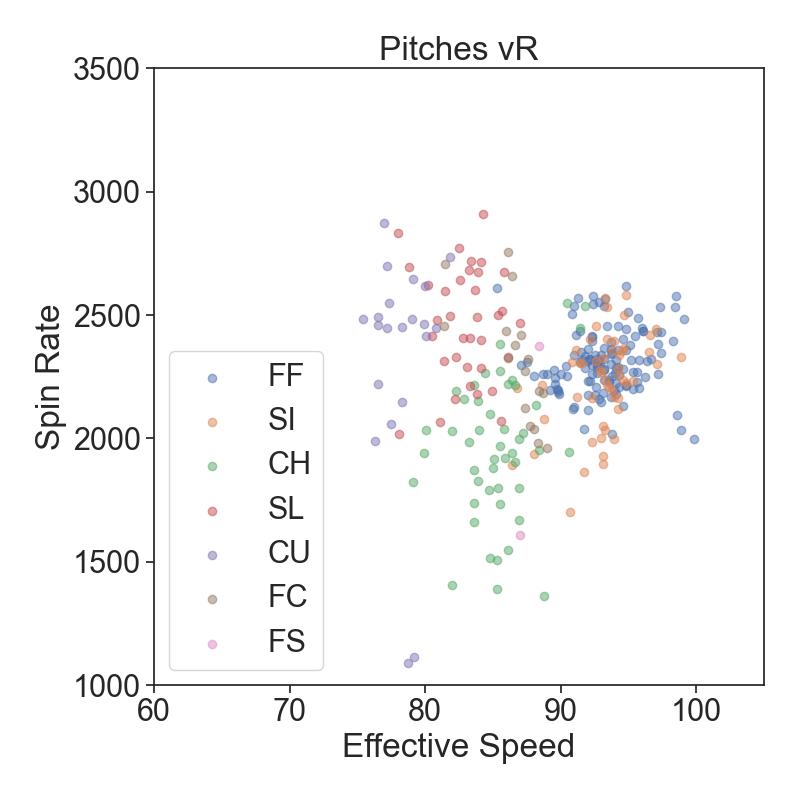 Pitches vR
3500
3000
2500
2000
1500
1000
Spin Rate
FF
SI
CH
SL
CU
FC
FS
60 70 80 90 100
Effective Speed